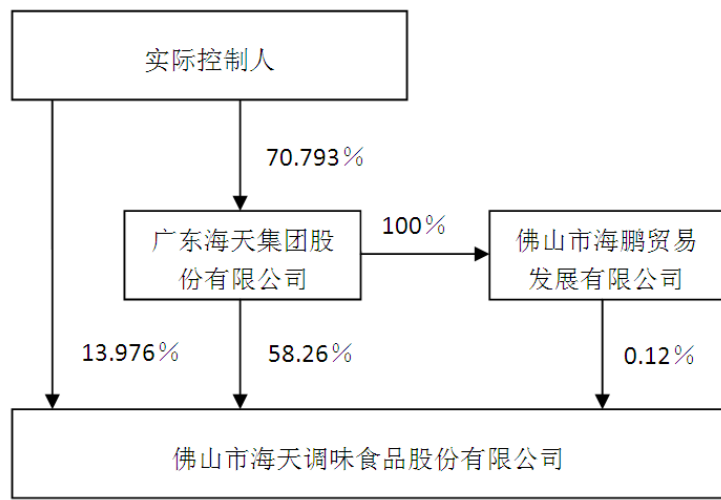 实际控制人
70.793％
广东海天集团股
份有限公司
100％
佛山市海鹏贸易
发展有限公司
13.976％
58.26％
0.12％
佛山市海天调味食品股份有限公司